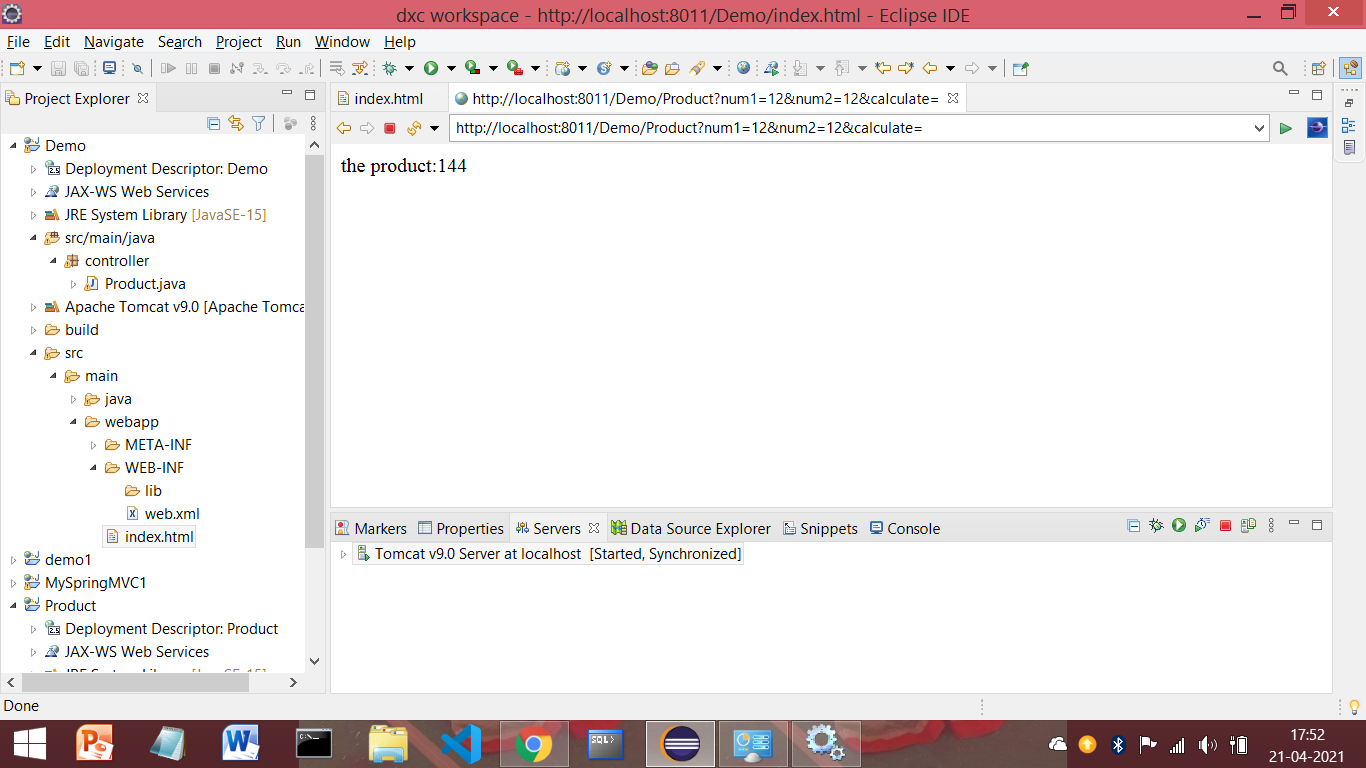 dxc workspace - http://localhost:8011/Demo/index.html - Eclipse IDE
File Edit Navigate Search Project Run Window Help
Project Explorer
Demo
Deployment Descriptor: Demo
JAX-WS Web Services
JRE System Library [JavaSE-15]
src/main/java
controller
Product.java
Apache Tomcat v9.0 [Apache Tomca
build
src
main
java
webapp
META-INF
WEB-INF
lib
web.xml
index.html
demo1
MySpringMVC1
Product
Deployment Descriptor: Product
JAX-WS Web Services
index.html http://localhost:8011/Demo/Product?num1=12&num2=12&calculate=
http://localhost:8011/Demo/Product?num1=12&num2=12&calculate=
the product:144
Markers Properties Servers Data Source Explorer Snippets Console
Tomcat v9.0 Server at localhost [Started, Synchronized]
Done
17:52
21-04-2021